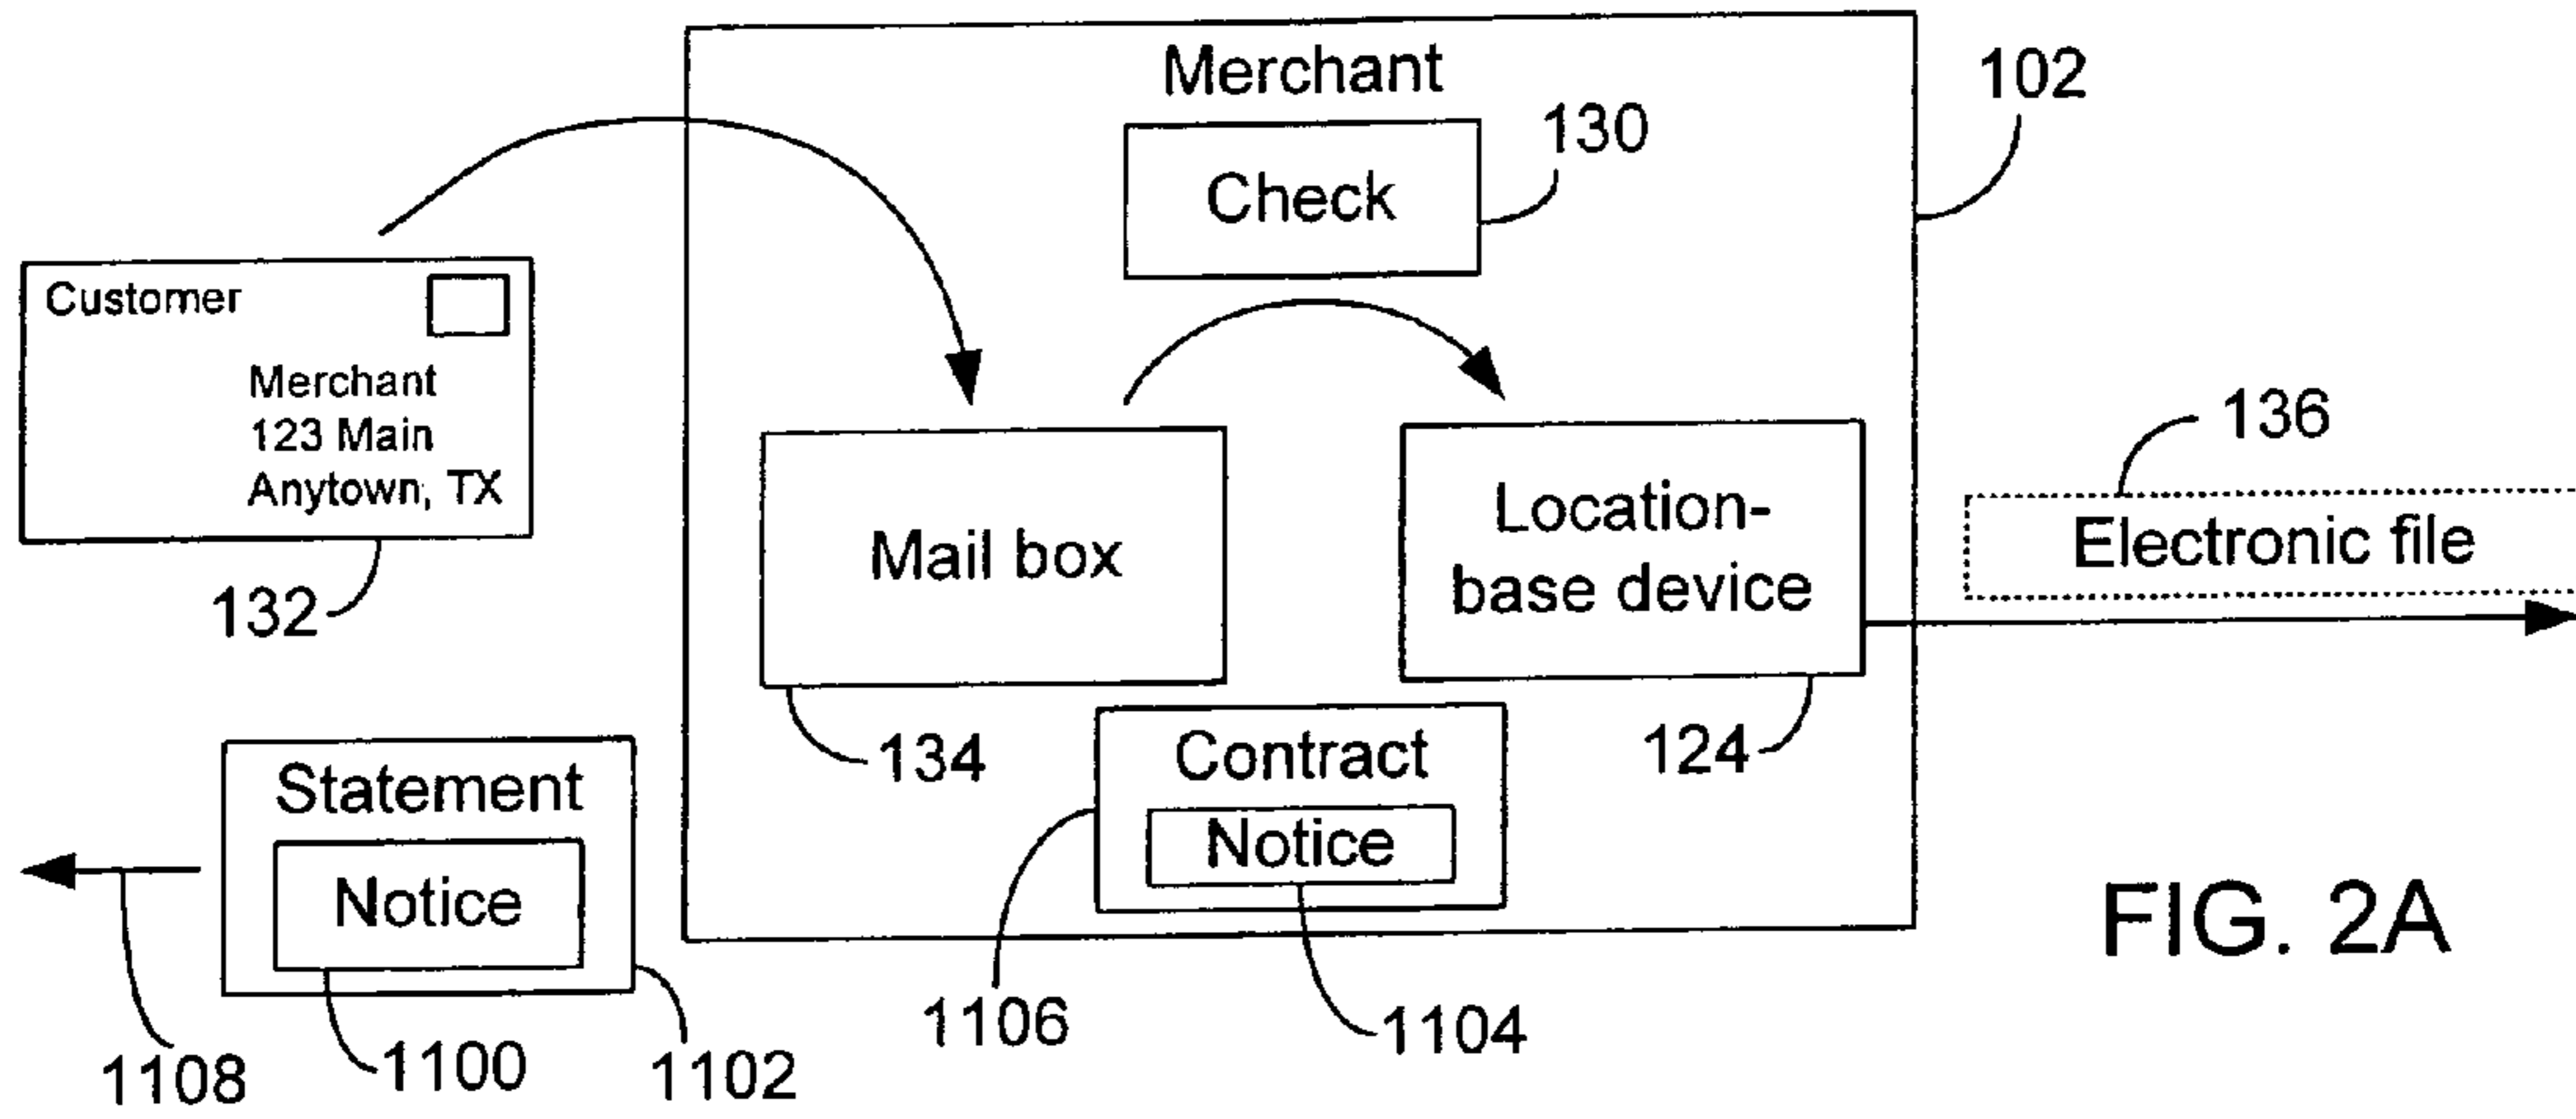 Merchant
102
130
Check
Customer
Merchant
123 Main
Anytown, TX
132
Mail box
134
Location-
base device
124
136
Electronic file
Statement
Notice
1108
1100
1102
Contract
Notice
1106
1104
FIG. 2A